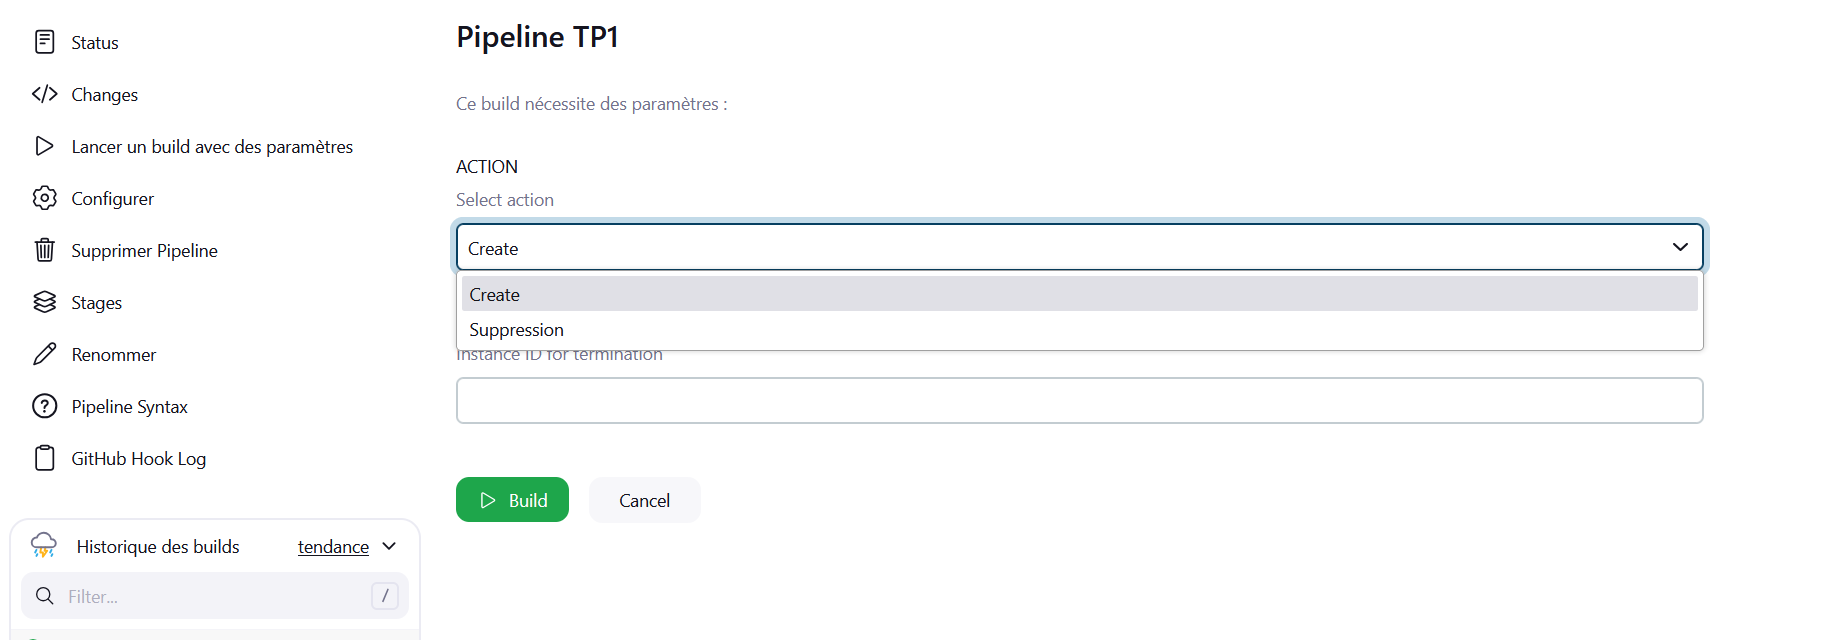 Status
Changes
Lancer un build avec des paramètres
Configurer
Supprimer Pipeline
Stages
Renommer
Pipeline Syntax
GitHub Hook Log
Historique des builds
tendance
Filter...
/
Pipeline TP1
Ce build nécessite des paramètres :
ACTION
Select action
Create
Create
Suppression
Instance ID for termination
Build
Cancel